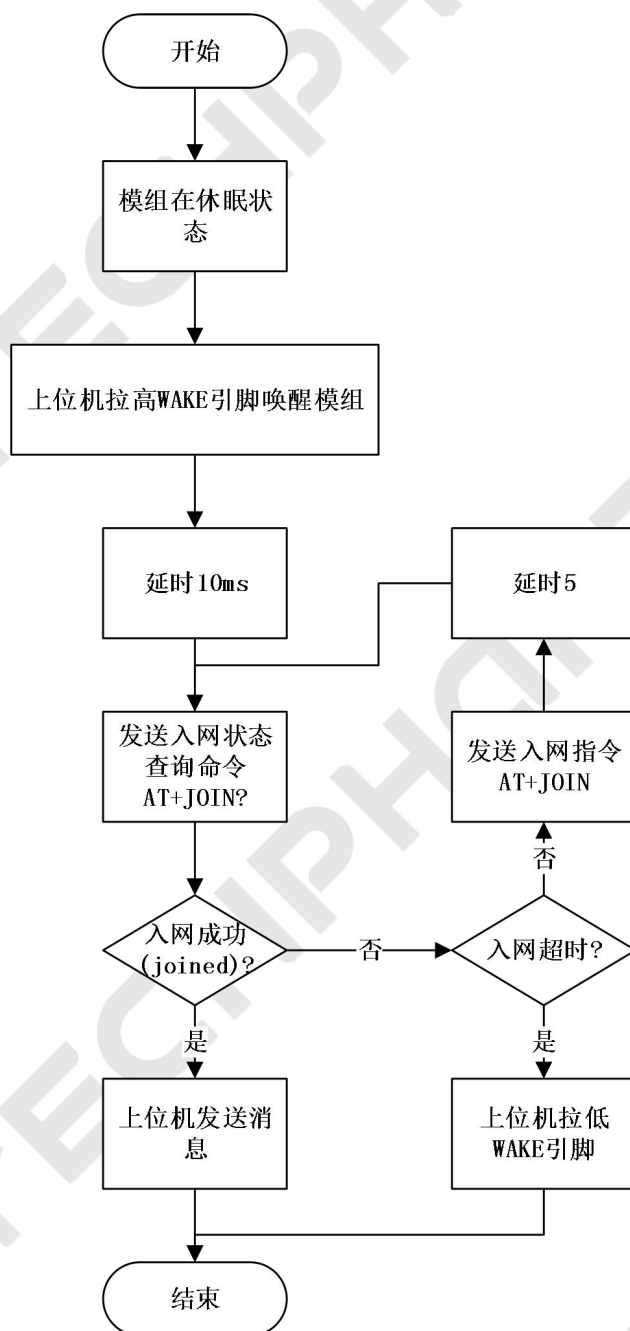 开始
模组在休眠状
态
上位机拉高WAKE引脚唤醒模组
延时10ms
延时5
发送入网状态
查询命令
AT+JOIN?
发送入网指令
AT+JOIN
否
入网成功
(joined)?
否
入网超时?
是
是
上位机发送消
息
上位机拉低
WAKE引脚
结束